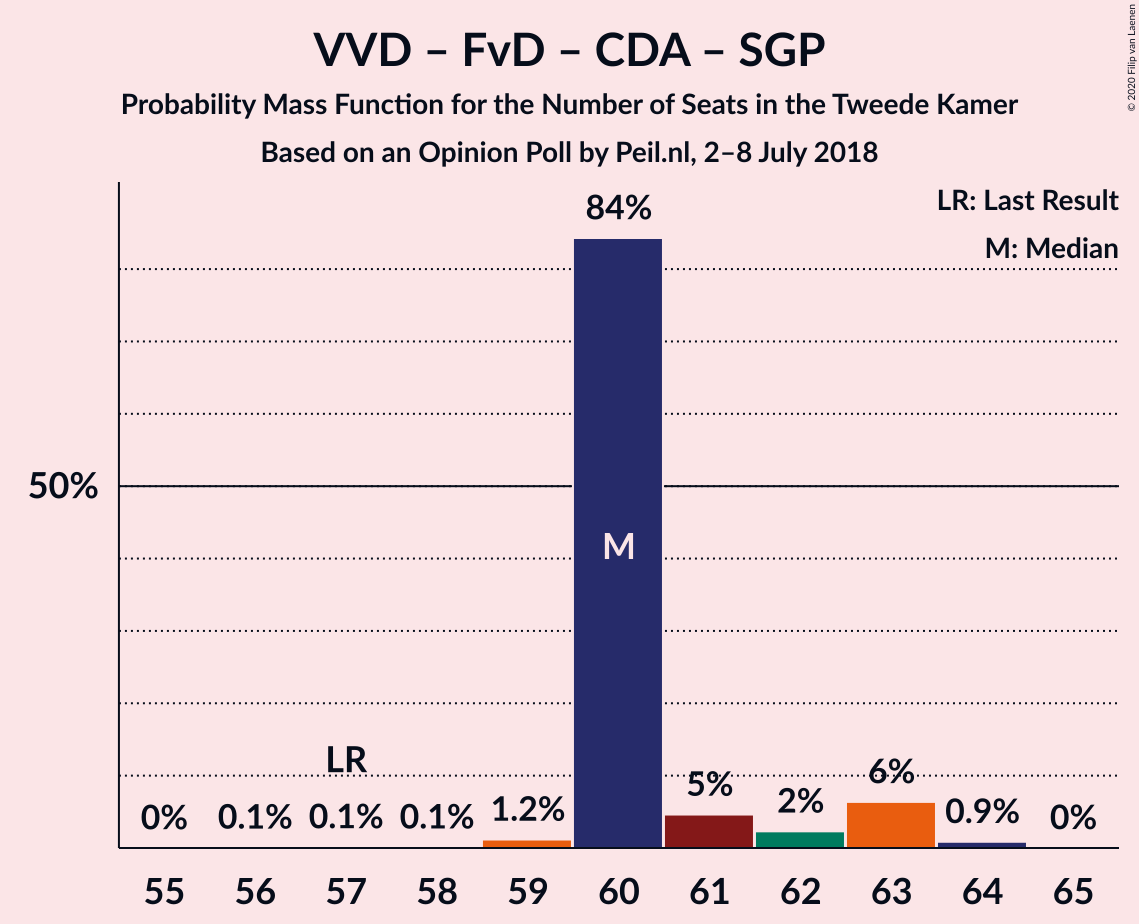 VVD – FvD – CDA – SGP
Probability Mass Function for the Number of Seats in the Tweede Kamer
Based on an Opinion Poll by Peil.nl, 2–8 July 2018
© 2020 Filip van Laenen
LR: Last Result
M: Median
84%
50%
M
LR
0% 0.1% 0.1% 0.1% 1.2% 5% 2% 6% 0.9% 0%
55 56 57 58 59 60 61 62 63 64 65